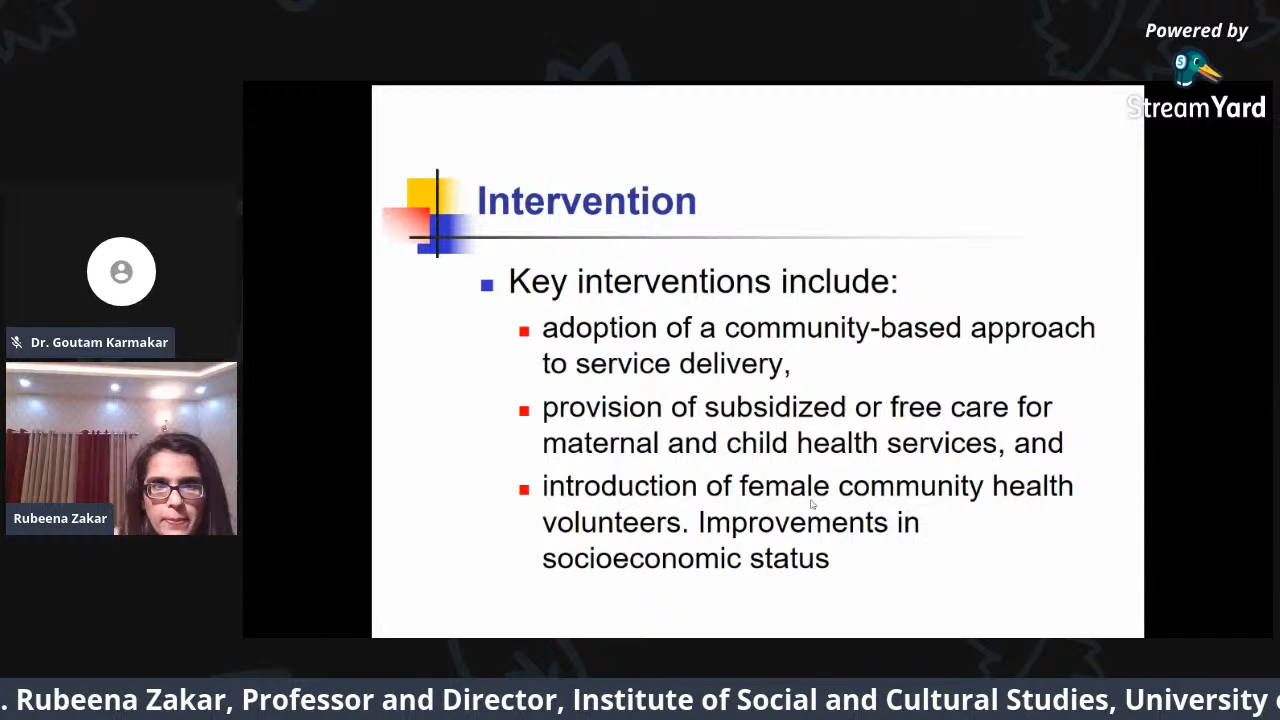 Powered by
StreamYard
Intervention
Key interventions include:
adoption of a community-based approach
to service delivery,
provision of subsidized or free care for
maternal and child health services, and
introduction of female community health
volunteers. Improvements in
socioeconomic status
Dr. Goutam Karmakar
Rubeena Zakar
. Rubeena Zakar, Professor and Director, Institute of Social and Cultural Studies, University